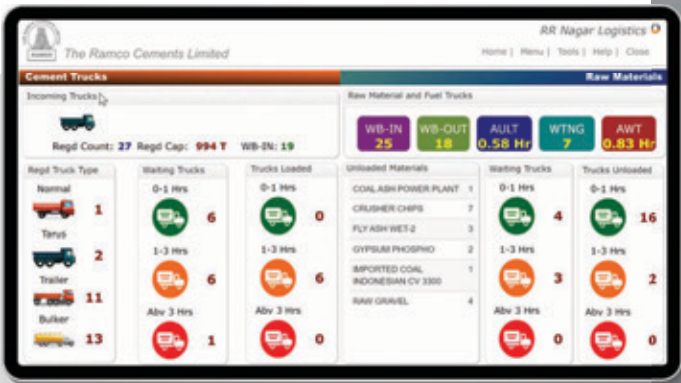 RR Nagar Logistics
The Ramco Cements Limited
Home | Menu | Tools | Help | Close
Cement Trucks
Raw Materials
Incoming Trucks
Regd Count: 27 Regd Cap: 994 T WB-IN: 19
Raw Material and Fuel Trucks
WB-IN
25
WB-OUT
18
AULT
0.58 Hr
WTNG
7
AWT
0.83 Hr
Regd Truck Type
Normal
1
Tarus
2
Trailer
11
Bulker
13
Waiting Trucks
0-1 Hrs
6
1-3 Hrs
6
Abv 3 Hrs
1
Trucks Loaded
0-1 Hrs
0
1-3 Hrs
6
Abv 3 Hrs
0
Unloaded Materials
COAL ASH POWER PLANT 1
CRUSHER CHIPS 7
FLY ASH WET-2 3
GYPSUM PHOSPHO 2
IMPORTED COAL 1
INDONESIAN CV 3300
RAW GRAVEL 4
Waiting Trucks
0-1 Hrs
4
1-3 Hrs
3
Abv 3 Hrs
0
Trucks Unloaded
0-1 Hrs
16
1-3 Hrs
2
Abv 3 Hrs
0